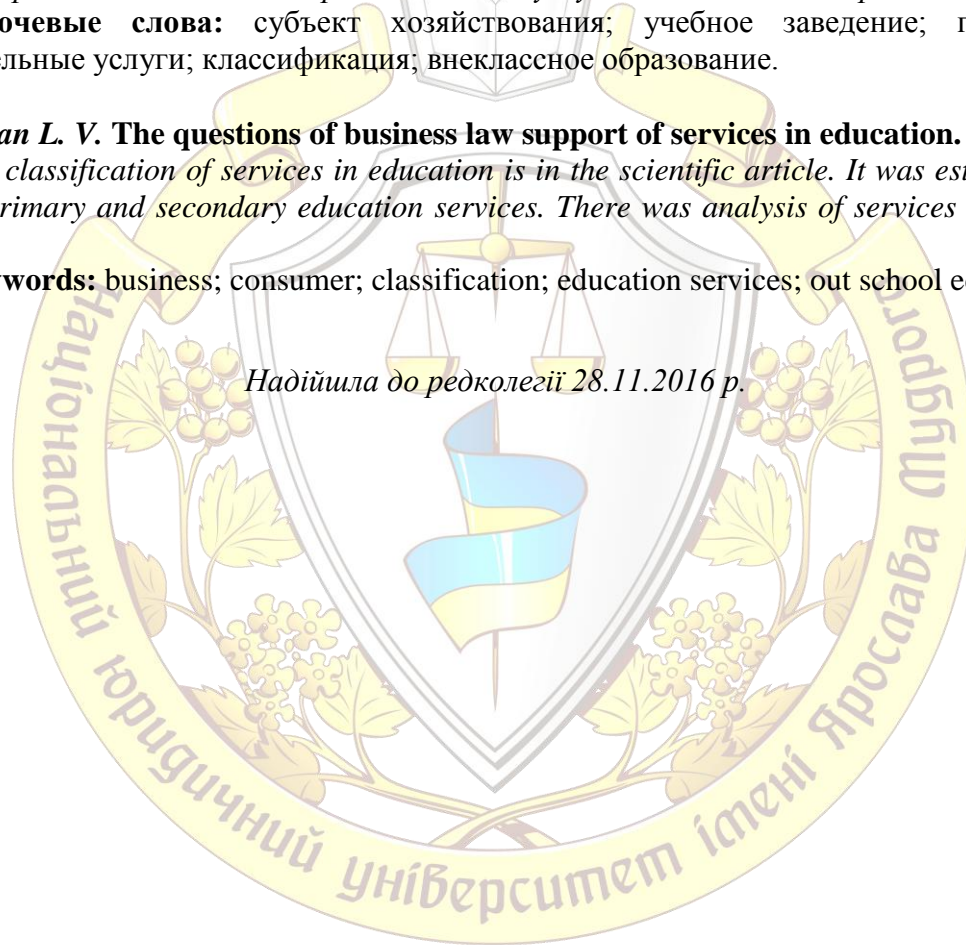 очевые слова: субъект хозяйствования; учебное заведение; п
ельные услуги; классификация; внеклассное образование.
an L. V. The questions of business law support of services in education.
classification of services in education is in the scientific article. It was est
rimary and secondary education services. There was analysis of services
words: business; consumer; classification; education services; out school e
Надійшла до редколегії 28.11.2016 р.
Національний юридичний університет імені Ярослава Мудрого